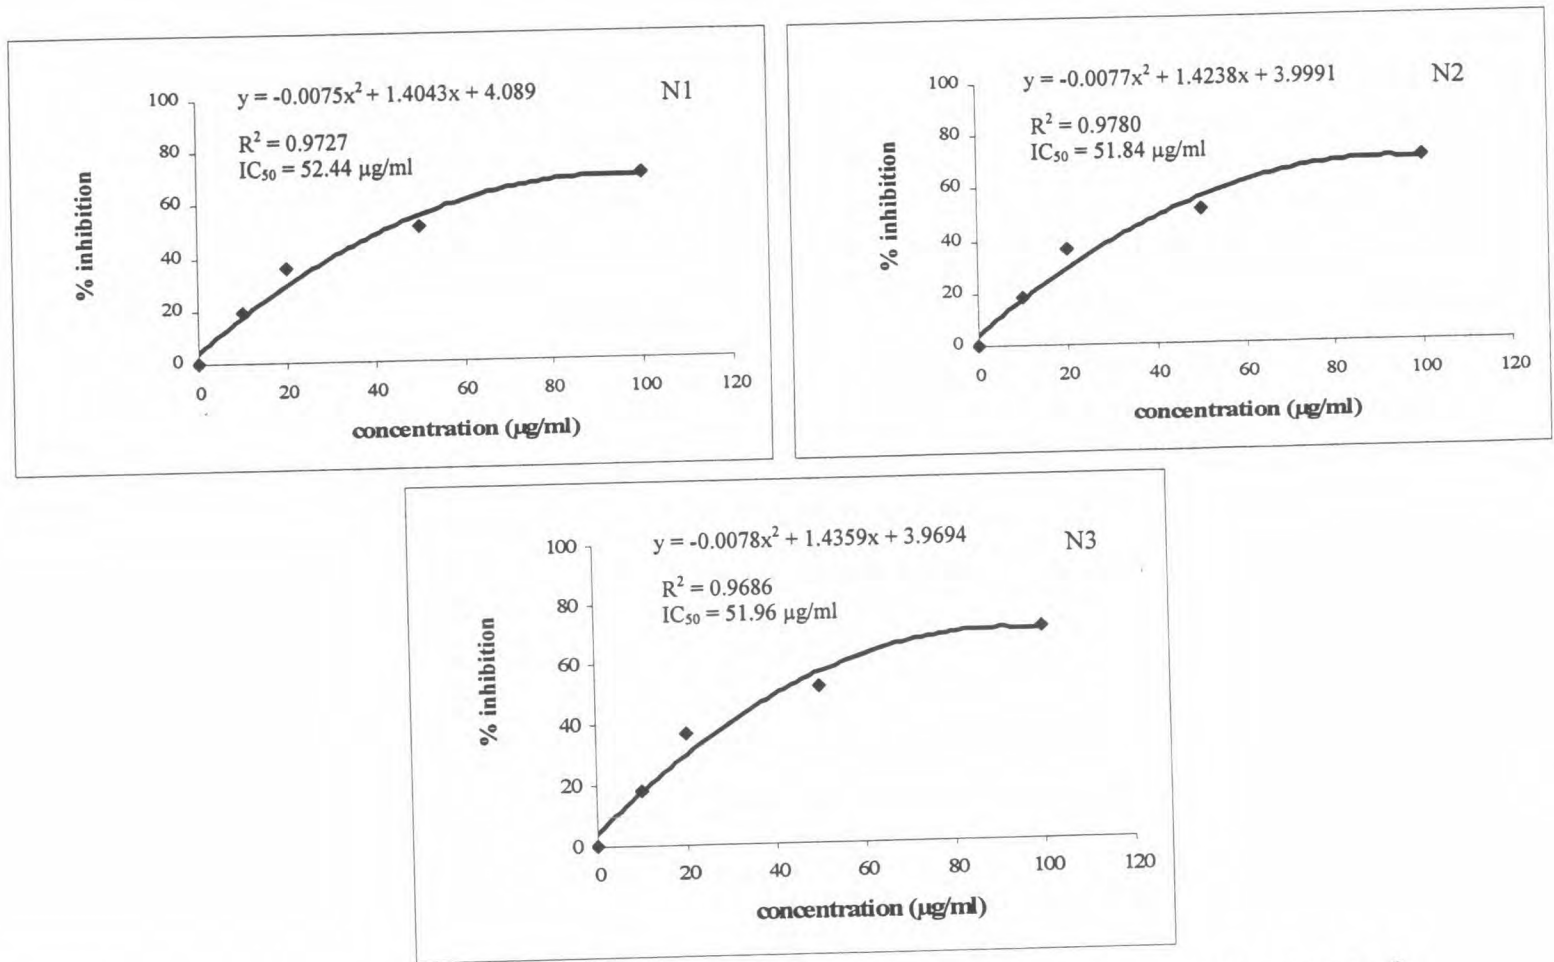 y = -0.0075x² + 1.4043x + 4.089
N1
R² = 0.9727
IC₅₀ = 52.44 µg/ml
100
80
60
40
20
0
% inhibition
0 20 40 60 80 100 120
concentration (µg/ml)
y = -0.0077x² + 1.4238x + 3.9991
N2
R² = 0.9780
IC₅₀ = 51.84 µg/ml
100
80
60
40
20
0
% inhibition
0 20 40 60 80 100 120
concentration (µg/ml)
y = -0.0078x² + 1.4359x + 3.9694
N3
R² = 0.9686
IC₅₀ = 51.96 µg/ml
100
80
60
40
20
0
% inhibition
0 20 40 60 80 100 120
concentration (µg/ml)